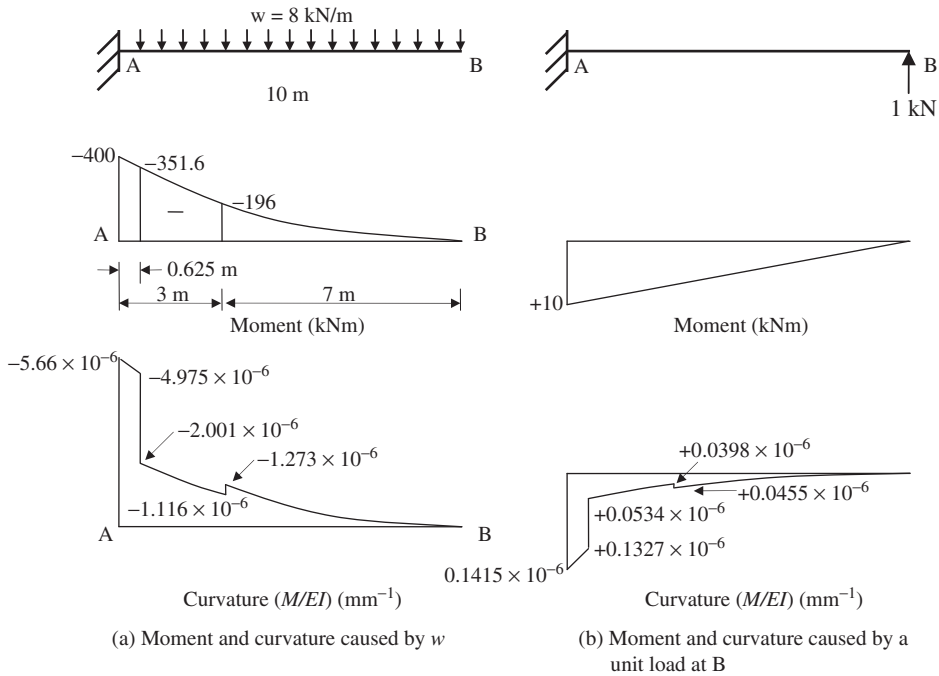 w = 8 kN/m
A
B
10 m
A
B
1 kN
−400
−351.6
−196
−
A
B
0.625 m
3 m
7 m
Moment (kNm)
+10
Moment (kNm)
−5.66 × 10⁻⁶
−4.975 × 10⁻⁶
−2.001 × 10⁻⁶
−1.273 × 10⁻⁶
−1.116 × 10⁻⁶
A
B
Curvature (M/EI) (mm⁻¹)
(a) Moment and curvature caused by w
+0.0398 × 10⁻⁶
+0.0455 × 10⁻⁶
+0.0534 × 10⁻⁶
+0.1327 × 10⁻⁶
0.1415 × 10⁻⁶
Curvature (M/EI) (mm⁻¹)
(b) Moment and curvature caused by a
unit load at B